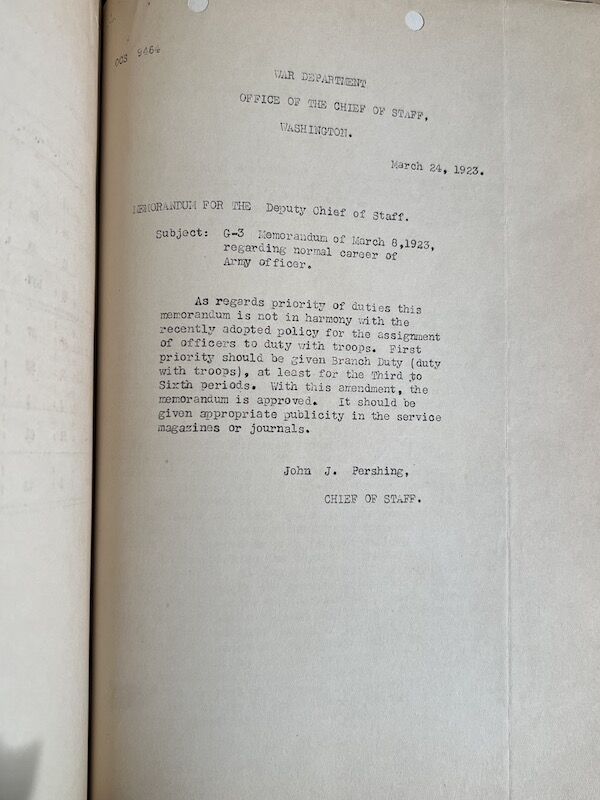 OCS 9464
WAR DEPARTMENT
OFFICE OF THE CHIEF OF STAFF,
WASHINGTON.
March 24, 1923.
MEMORANDUM FOR THE Deputy Chief of Staff.
Subject: G-3 Memorandum of March 8,1923,
regarding normal career of
Army officer.
As regards priority of duties this
memorandum is not in harmony with the
recently adopted policy for the assignment
of officers to duty with troops. First
priority should be given Branch Duty (duty
with troops), at least for the Third to
Sixth periods. With this amendment, the
memorandum is approved. It should be
given appropriate publicity in the service
magazines or journals.
John J. Pershing,
CHIEF OF STAFF.